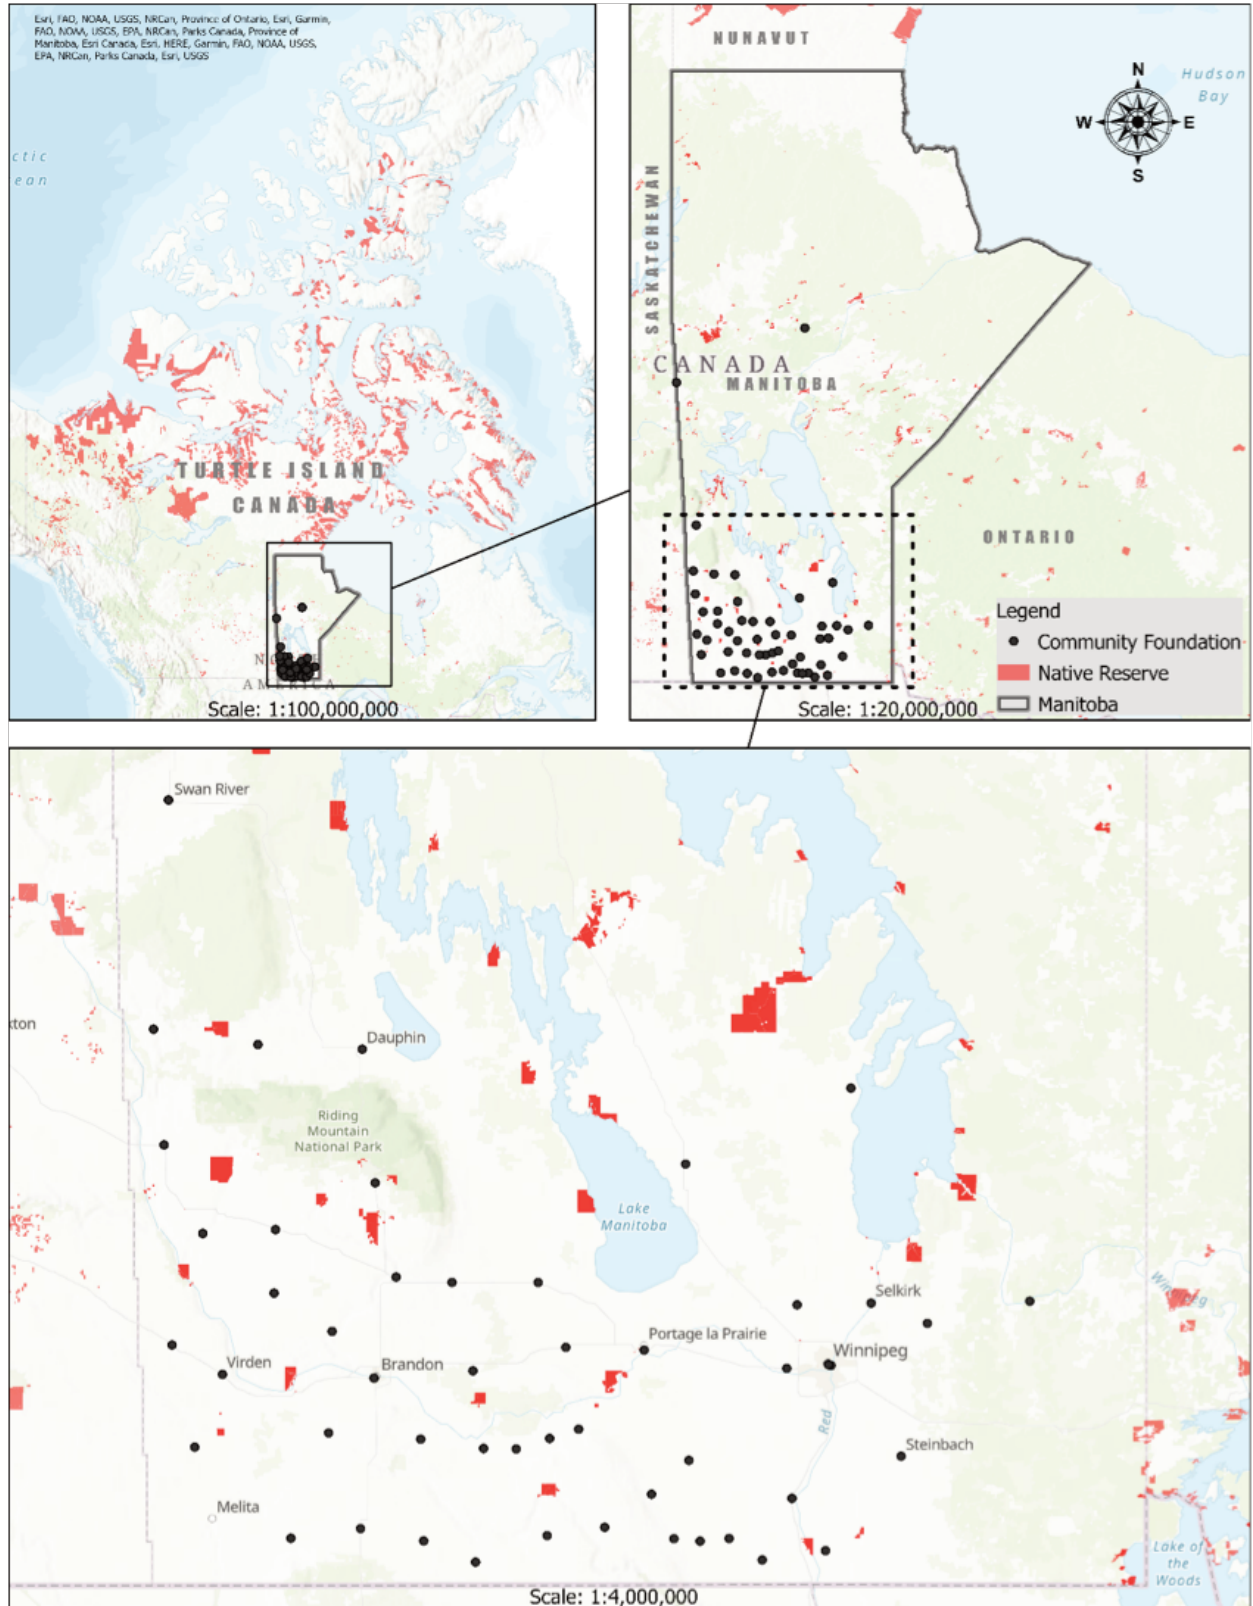 Esri, FAO, NOAA, USGS, NRCan, Province of Ontario, Esri, Garmin,
FAO, NOAA, USGS, EPA, NRCan, Parks Canada, Province of
Manitoba, Esri Canada, Esri, HERE, Garmin, FAO, NOAA, USGS,
EPA, NRCan, Parks Canada, Esri, USGS
ctic
ean
TURTLE ISLAND
CANADA
AMERICA
Scale: 1:100,000,000
NUNAVUT
Hudson
Bay
N
W
E
S
SASKATCHEWAN
CANADA
MANITOBA
ONTARIO
Legend
Community Foundation
Native Reserve
Manitoba
Scale: 1:20,000,000
Swan River
xton
Dauphin
Riding
Mountain
National Park
Lake
Manitoba
Selkirk
Winnipeg
Portage la Prairie
Winnipeg
Virden
Brandon
Red
Steinbach
Melita
Lake of
the
Woods
Scale: 1:4,000,000